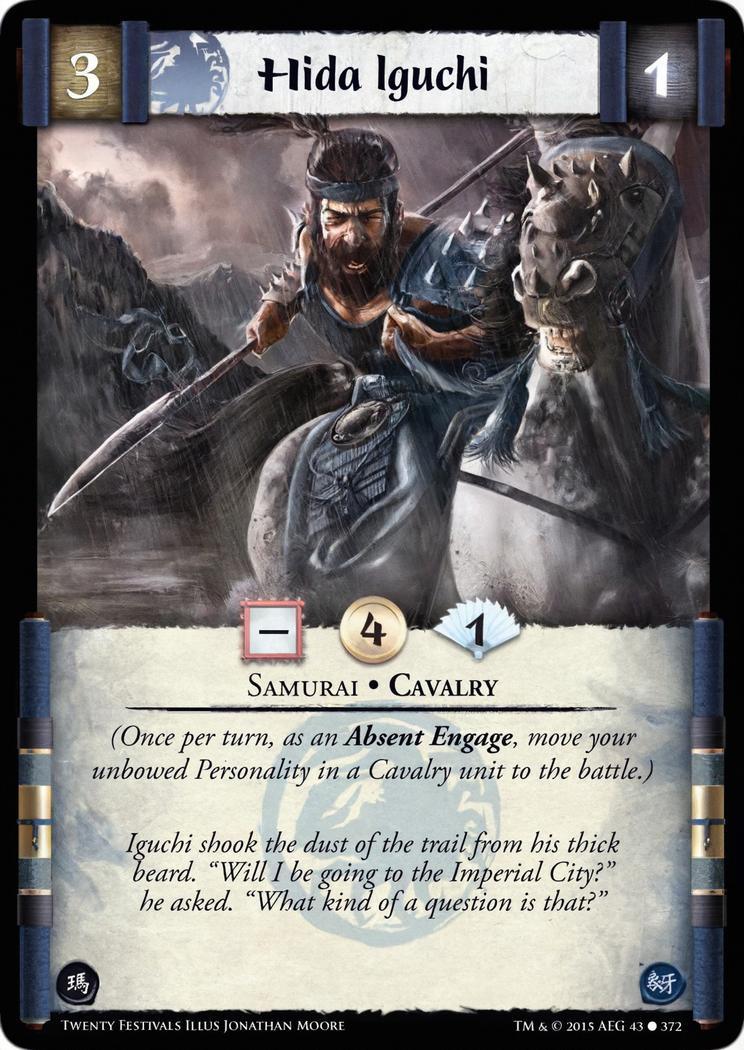 3
Hida Iguchi
1
–
4
1
Samurai • Cavalry
(Once per turn, as an Absent Engage, move your
unbowed Personality in a Cavalry unit to the battle.)
Iguchi shook the dust of the trail from his thick
beard. “Will I be going to the Imperial City?”
he asked. “What kind of a question is that?”
瑪
Twenty Festivals Illus Jonathan Moore
TM & © 2015 AEG 43 ● 372